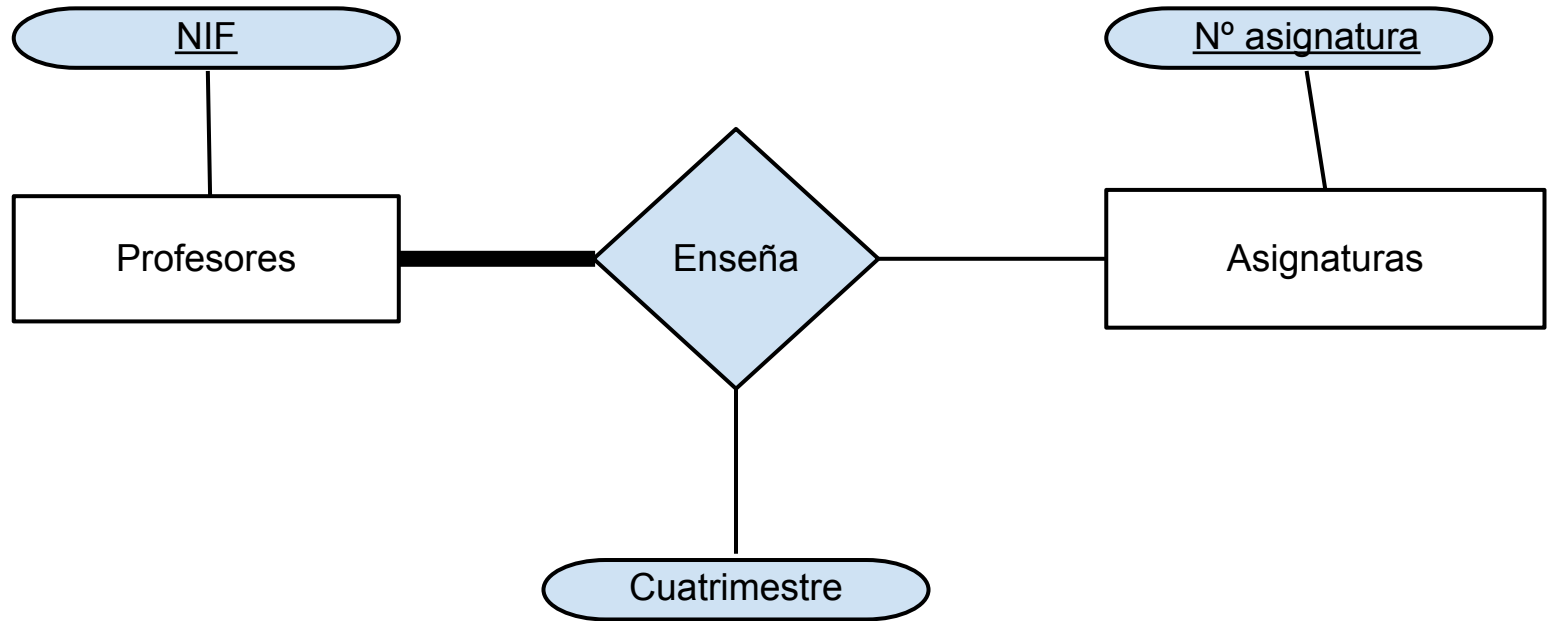 NIF
Nº asignatura
Profesores
Enseña
Asignaturas
Cuatrimestre